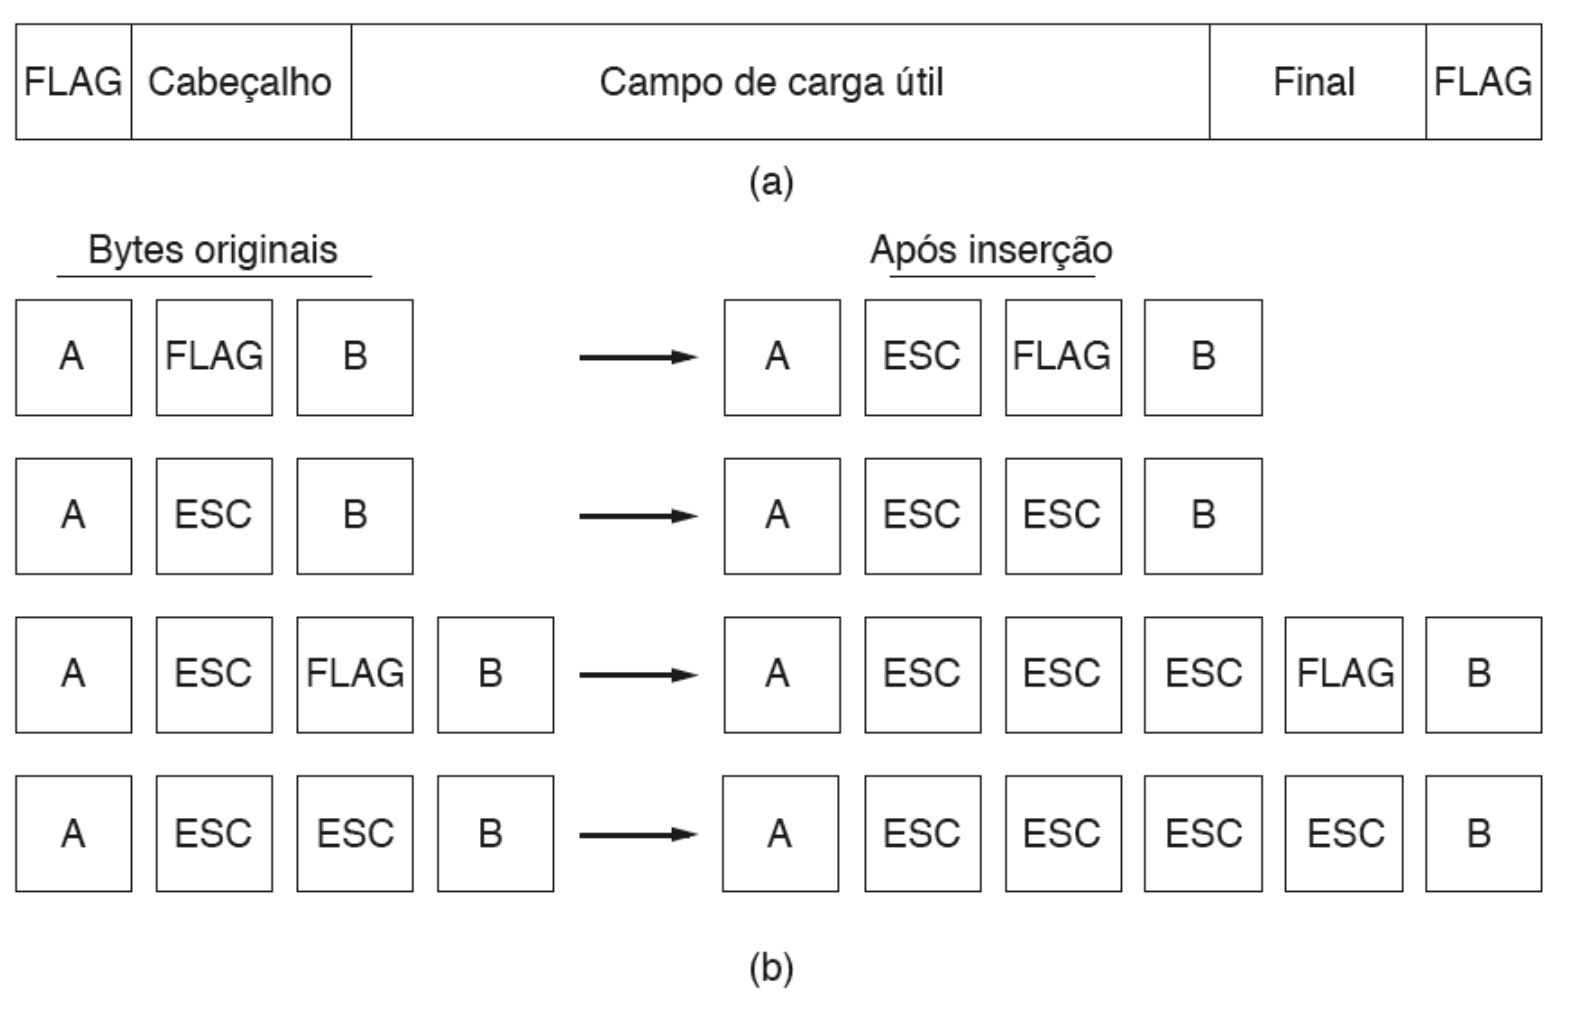 FLAG Cabeçalho Campo de carga útil Final FLAG
(a)
Bytes originais Após inserção
A FLAG B A ESC FLAG B
A ESC B A ESC ESC B
A ESC FLAG B A ESC ESC ESC FLAG B
A ESC ESC B A ESC ESC ESC ESC B
(b)